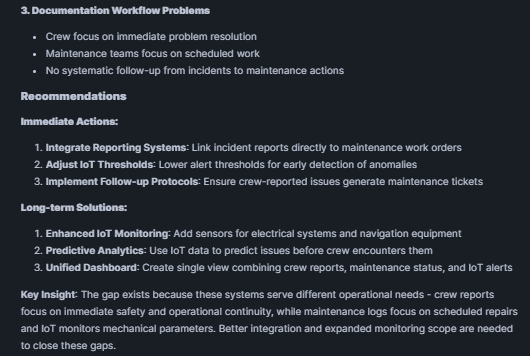 3. Documentation Workflow Problems
• Crew focus on immediate problem resolution
• Maintenance teams focus on scheduled work
• No systematic follow-up from incidents to maintenance actions
Recommendations
Immediate Actions:
1. Integrate Reporting Systems: Link incident reports directly to maintenance work orders
2. Adjust IoT Thresholds: Lower alert thresholds for early detection of anomalies
3. Implement Follow-up Protocols: Ensure crew-reported issues generate maintenance tickets
Long-term Solutions:
1. Enhanced IoT Monitoring: Add sensors for electrical systems and navigation equipment
2. Predictive Analytics: Use IoT data to predict issues before crew encounters them
3. Unified Dashboard: Create single view combining crew reports, maintenance status, and IoT alerts
Key Insight: The gap exists because these systems serve different operational needs - crew reports
focus on immediate safety and operational continuity, while maintenance logs focus on scheduled repairs
and IoT monitors mechanical parameters. Better integration and expanded monitoring scope are needed
to close these gaps.